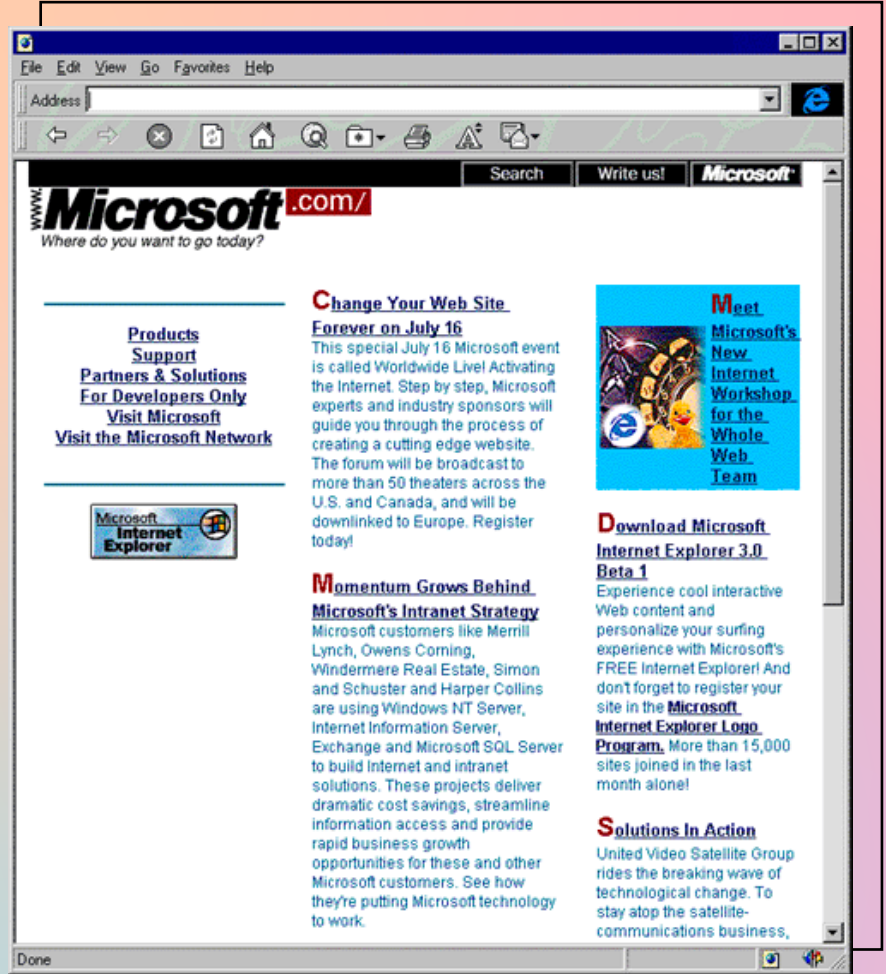 File Edit View Go Favorites Help
Address
Search Write us! Microsoft
www.
Microsoft .com/
Where do you want to go today?
Products
Support
Partners & Solutions
For Developers Only
Visit Microsoft
Visit the Microsoft Network
Microsoft
Internet
Explorer
Change Your Web Site
Forever on July 16
This special July 16 Microsoft event
is called Worldwide Live! Activating
the Internet. Step by step, Microsoft
experts and industry sponsors will
guide you through the process of
creating a cutting edge website.
The forum will be broadcast to
more than 50 theaters across the
U.S. and Canada, and will be
downlinked to Europe. Register
today!
Momentum Grows Behind
Microsoft's Intranet Strategy
Microsoft customers like Merrill
Lynch, Owens Corning,
Windermere Real Estate, Simon
and Schuster and Harper Collins
are using Windows NT Server,
Internet Information Server,
Exchange and Microsoft SQL Server
to build Internet and intranet
solutions. These projects deliver
dramatic cost savings, streamline
information access and provide
rapid business growth
opportunities for these and other
Microsoft customers. See how
they're putting Microsoft technology
to work.
Meet
Microsoft's
New
Internet
Workshop
for the
Whole
Web
Team
Download Microsoft
Internet Explorer 3.0
Beta 1
Experience cool interactive
Web content and
personalize your surfing
experience with Microsoft's
FREE Internet Explorer! And
don't forget to register your
site in the Microsoft
Internet Explorer Logo
Program. More than 15,000
sites joined in the last
month alone!
Solutions In Action
United Video Satellite Group
rides the breaking wave of
technological change. To
stay atop the satellite-
communications business,
Done